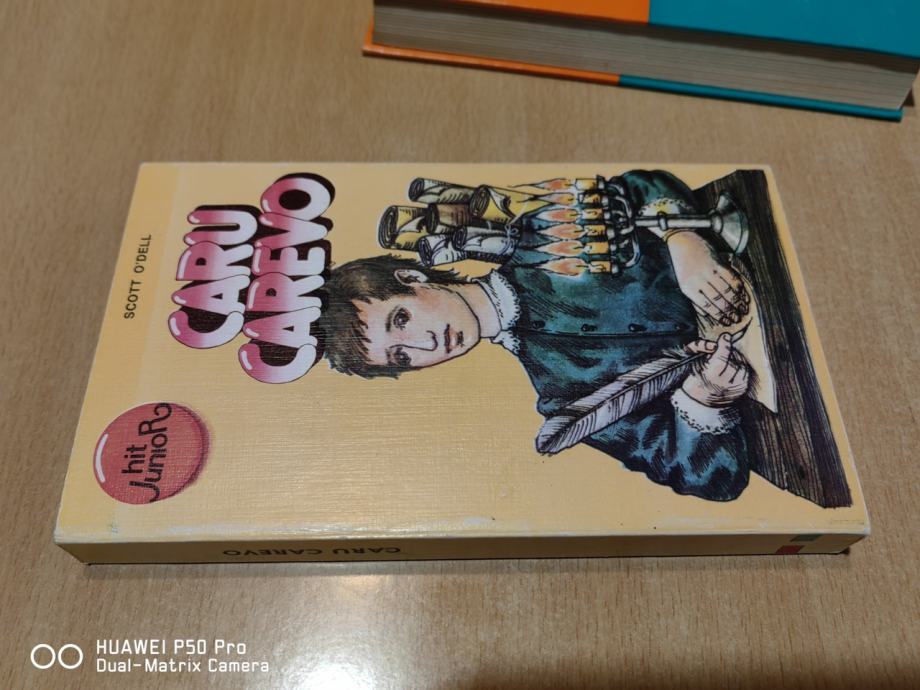 SCOTT O'DELL
CARU
CAREVO
hit
JunioR
CARU CAREVO
HUAWEI P50 Pro
Dual-Matrix Camera